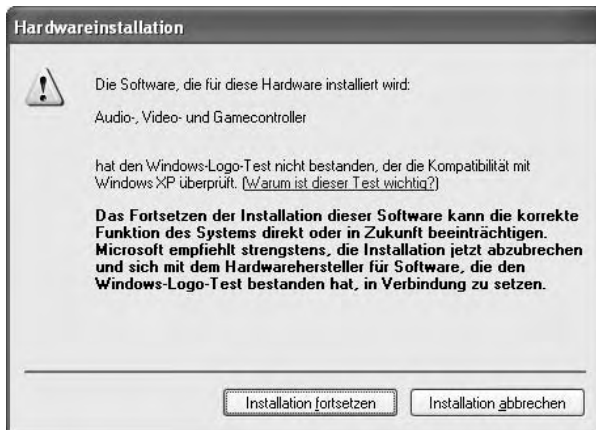 Hardwareinstallation
Die Software, die für diese Hardware installiert wird:
Audio-, Video- und Gamecontroller
hat den Windows-Logo-Test nicht bestanden, der die Kompatibilität mit
Windows XP überprüft. (Warum ist dieser Test wichtig?)
Das Fortsetzen der Installation dieser Software kann die korrekte
Funktion des Systems direkt oder in Zukunft beeinträchtigen.
Microsoft empfiehlt strengstens, die Installation jetzt abzubrechen
und sich mit dem Hardwarehersteller für Software, die den
Windows-Logo-Test bestanden hat, in Verbindung zu setzen.
Installation fortsetzen Installation abbrechen